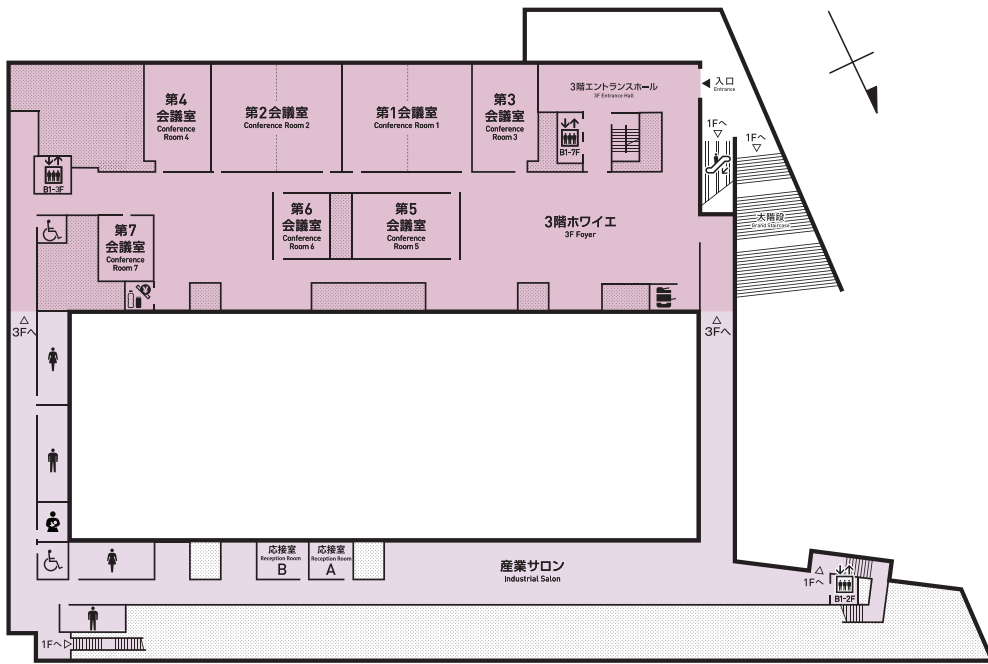 入口
Entrance
3階エントランスホール
3F Entrance Hall
第4
会議室
Conference
Room 4
第2会議室
Conference Room 2
第1会議室
Conference Room 1
第3
会議室
Conference
Room 3
1Fへ
1Fへ
B1-7F
B1-3F
第6
会議室
Conference
Room 6
第5
会議室
Conference
Room 5
3階ホワイエ
3F Foyer
大階段
Grand Staircase
第7
会議室
Conference
Room 7
3Fへ
3Fへ
応接室
Reception Room
B
応接室
Reception Room
A
産業サロン
Industrial Salon
1Fへ
B1-2F
1Fへ